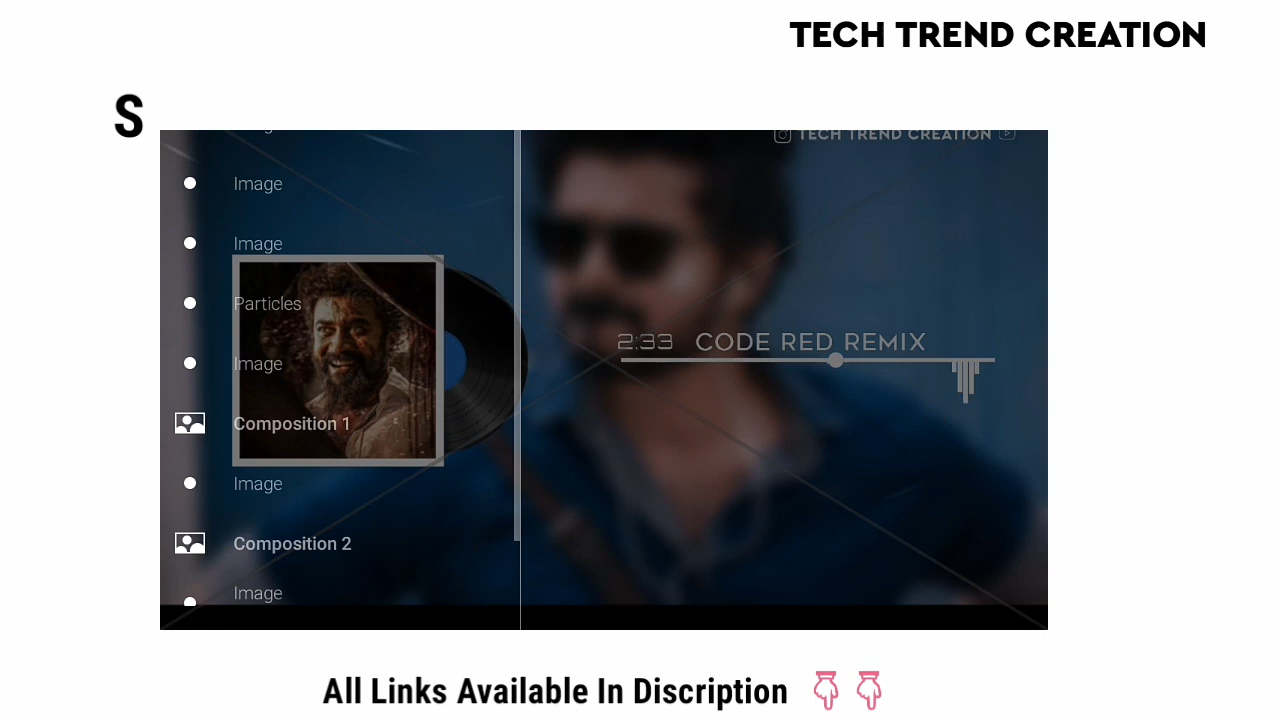 TECH TREND CREATION
S
TECH TREND CREATION
Image
Image
Particles
Image
Composition 1
Image
Composition 2
Image
2:33 CODE RED REMIX
All Links Available In Discription